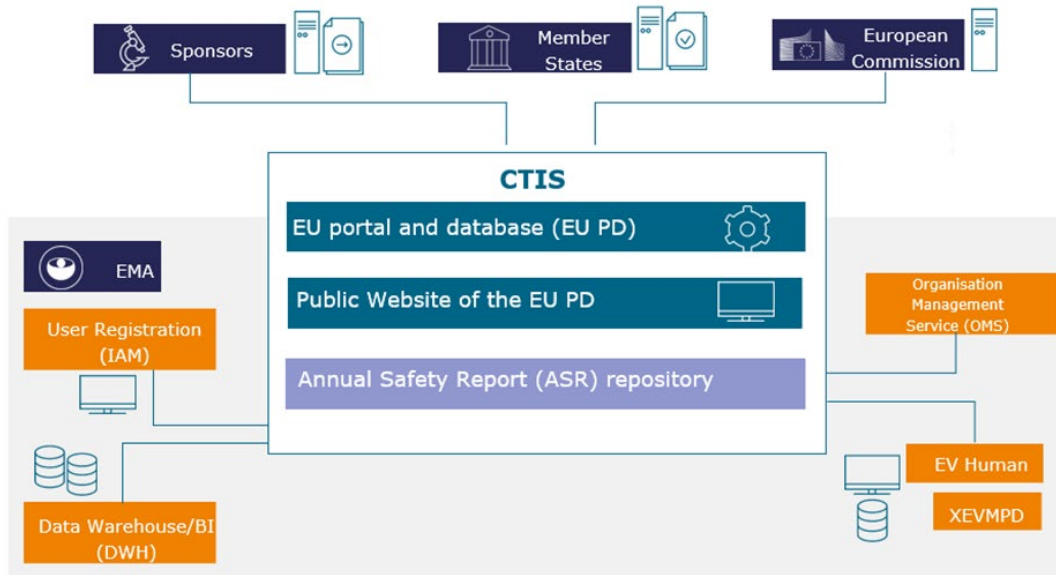 Sponsors
Member
States
European
Commission
CTIS
EU portal and database (EU PD)
Public Website of the EU PD
Annual Safety Report (ASR) repository
EMA
User Registration
(IAM)
Data Warehouse/BI
(DWH)
Organisation
Management
Service (OMS)
EV Human
XEVMPD